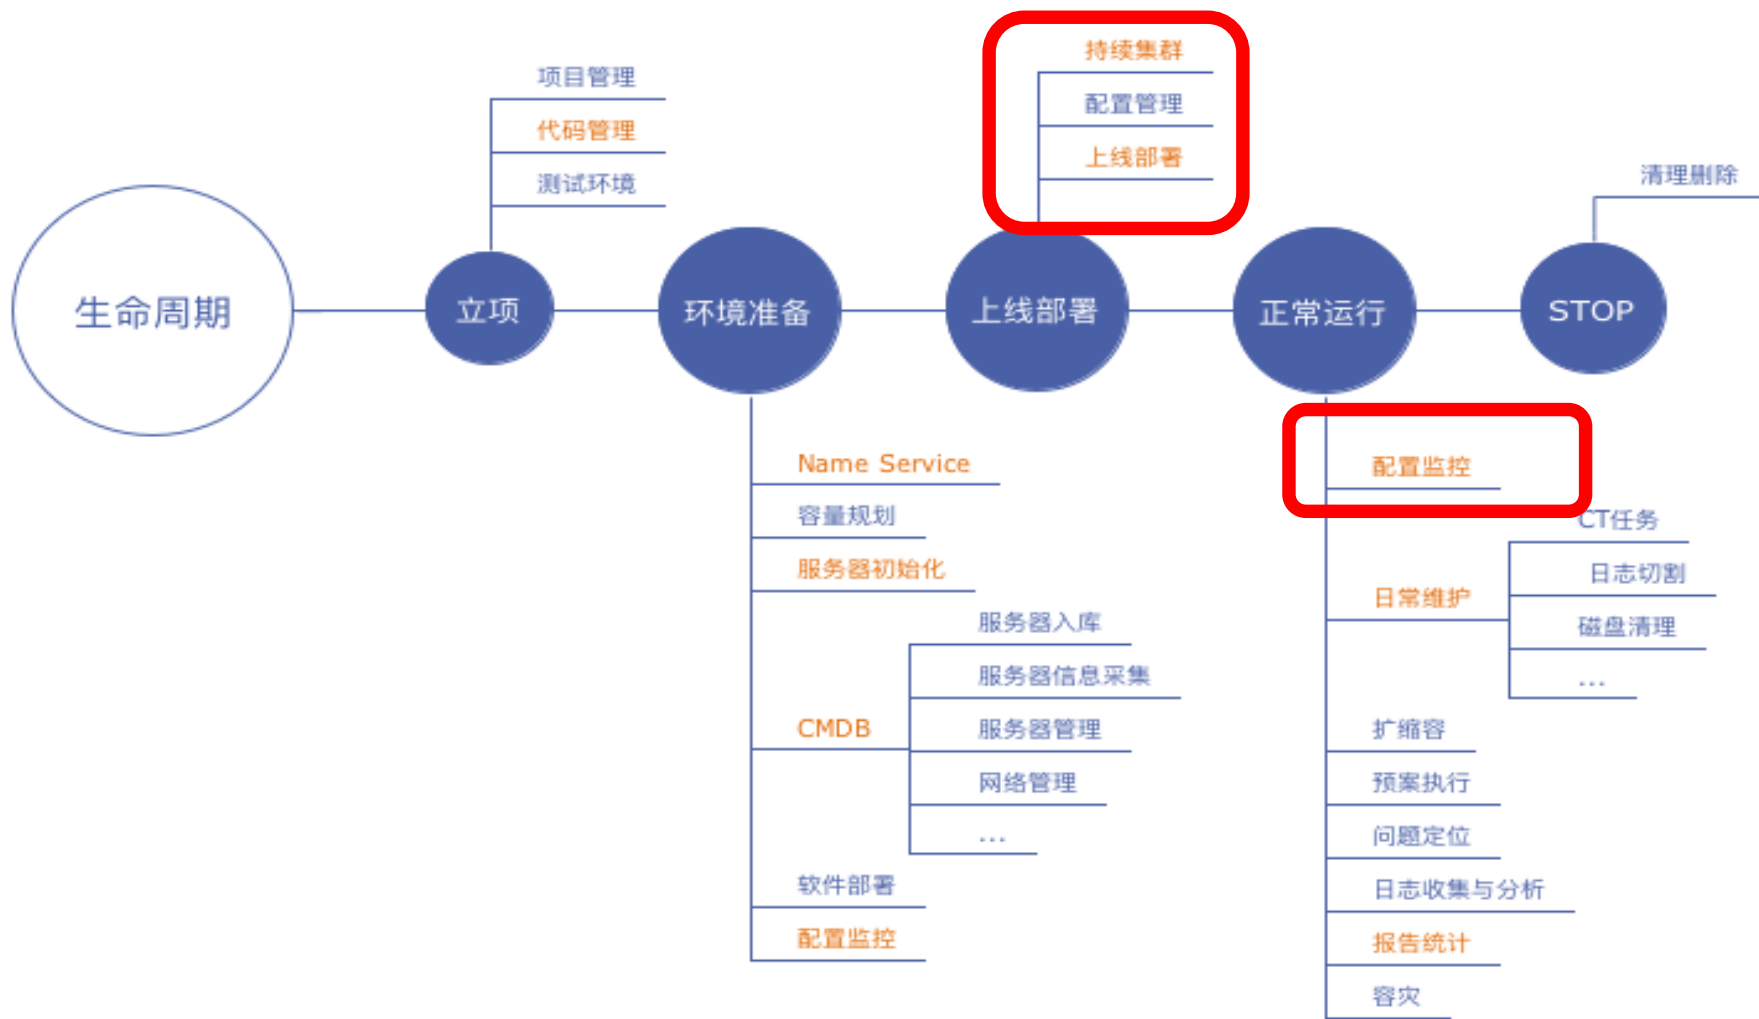 生命周期
立项
项目管理
代码管理
测试环境
环境准备
Name Service
容量规划
服务器初始化
CMDB
服务器入库
服务器信息采集
服务器管理
网络管理
...
软件部署
配置监控
上线部署
持续集群
配置管理
上线部署
正常运行
配置监控
日常维护
CT任务
日志切割
磁盘清理
...
扩缩容
预案执行
问题定位
日志收集与分析
报告统计
容灾
STOP
清理删除